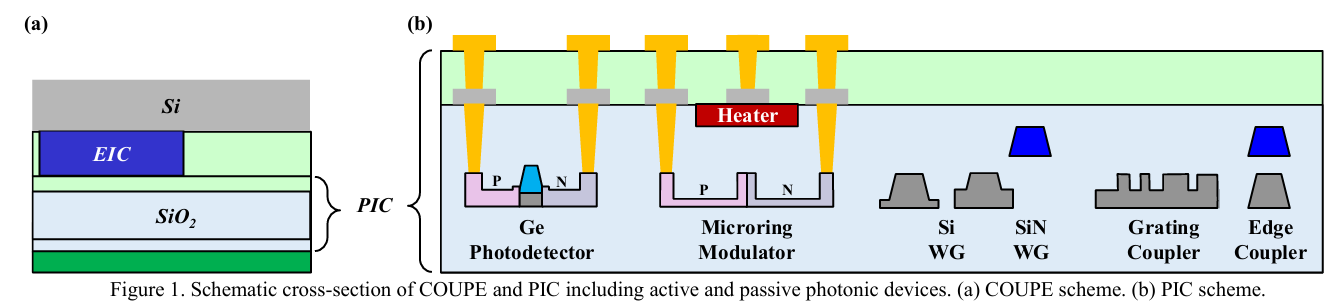 (a)
(b)
Si
EIC
SiO2
PIC
Heater
P
N
P
N
Ge
Photodetector
Microring
Modulator
Si
WG
SiN
WG
Grating
Coupler
Edge
Coupler
Figure 1. Schematic cross-section of COUPE and PIC including active and passive photonic devices. (a) COUPE scheme. (b) PIC scheme.